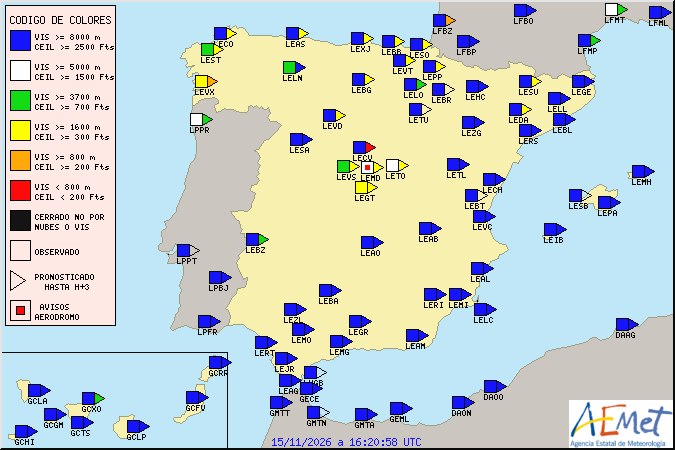 CODIGO DE COLORES
VIS >= 8000 m
CEIL >= 2500 Fts
VIS >= 5000 m
CEIL >= 1500 Fts
VIS >= 3700 m
CEIL >= 700 Fts
VIS >= 1600 m
CEIL >= 300 Fts
VIS >= 800 m
CEIL >= 200 Fts
VIS < 800 m
CEIL < 200 Fts
CERRADO NO POR
NUBES O VIS
OBSERVADO
PRONOSTICADO
HASTA H+3
AVISOS
AERODROMO
LFBO
LFMT
LFML
LFBZ
LECO
LEAS
LEXJ
LEBB
LESO
LFBP
LFMP
LEST
LEVT
LEPP
LELN
LEVX
LEBG
LELO
LEBR
LEHC
LESU
LEGE
LELL
LPPR
LEVD
LETU
LEZG
LEDA
LERS
LEBL
LESA
LECV
LEVS
LEMD
LETO
LETL
LEGT
LECH
LEMH
LEBT
LESB
LEPA
LEVC
LEBZ
LEAO
LEAB
LEIB
LPPT
LPBJ
LEAL
LEBA
LERI
LEMI
LEZL
LELC
LPFR
LEMO
LEGR
LERT
LEMG
LEAM
DAAG
LEJR
GCRR
LEAG
LXGB
GECE
DAOO
GCLA
GCXO
GCFV
GMTT
GMTN
GMTA
GEML
DAON
GCGM
GCTS
GCLP
GCHI
15/11/2026 a 16:20:58 UTC
AEMet
Agencia Estatal de Meteorología